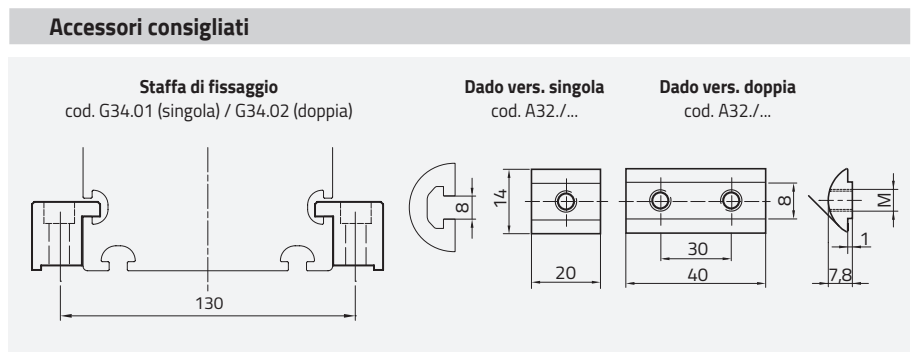 Accessori consigliati
Staffa di fissaggio
cod. G34.01 (singola) / G34.02 (doppia)
Dado vers. singola
cod. A32./...
Dado vers. doppia
cod. A32./...
130
8
14
20
30
40
8
M
1
7,8